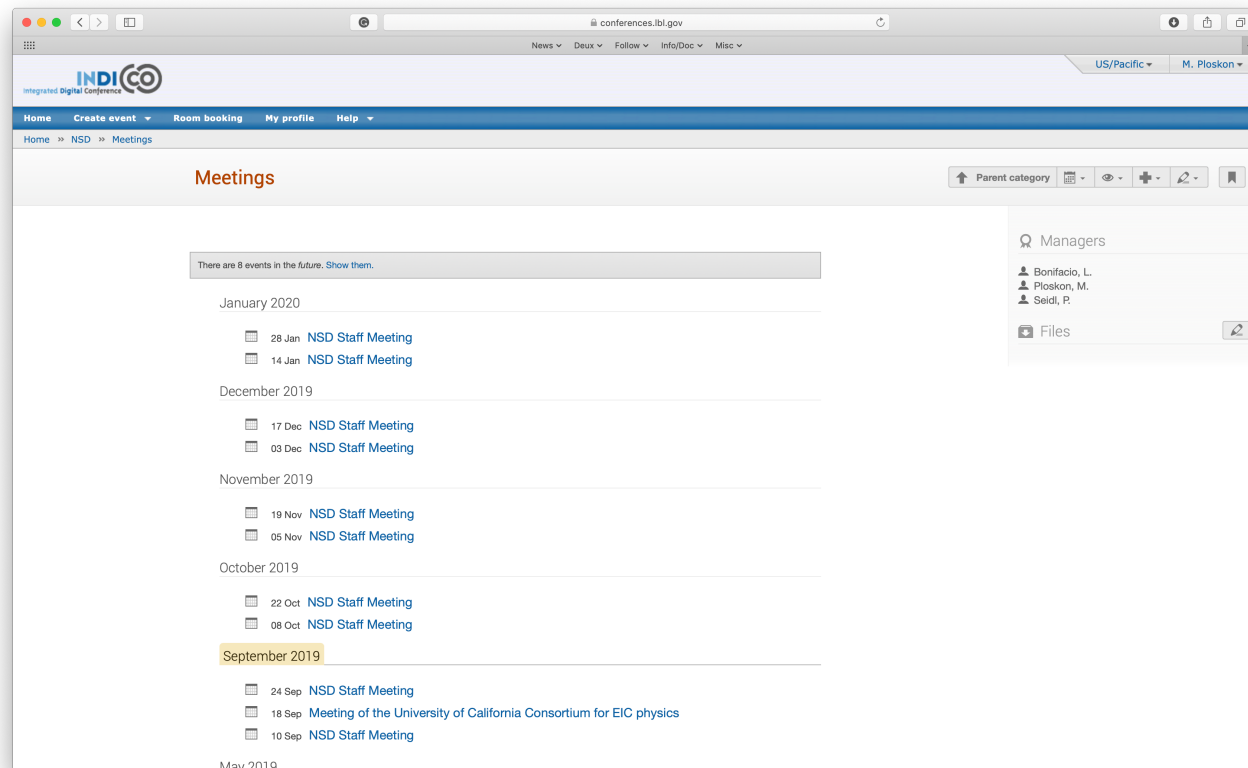 conferences.lbl.gov
News Deux Follow Info/Doc Misc
INDICO
Integrated Digital Conference
US/Pacific M. Ploskon
Home Create event Room booking My profile Help
Home » NSD » Meetings
Meetings
Parent category
There are 8 events in the future. Show them.
January 2020
28 Jan NSD Staff Meeting
14 Jan NSD Staff Meeting
December 2019
17 Dec NSD Staff Meeting
03 Dec NSD Staff Meeting
November 2019
19 Nov NSD Staff Meeting
05 Nov NSD Staff Meeting
October 2019
22 Oct NSD Staff Meeting
08 Oct NSD Staff Meeting
September 2019
24 Sep NSD Staff Meeting
18 Sep Meeting of the University of California Consortium for EIC physics
10 Sep NSD Staff Meeting
May 2019
Managers
Bonifacio, L.
Ploskon, M.
Seidl, P.
Files